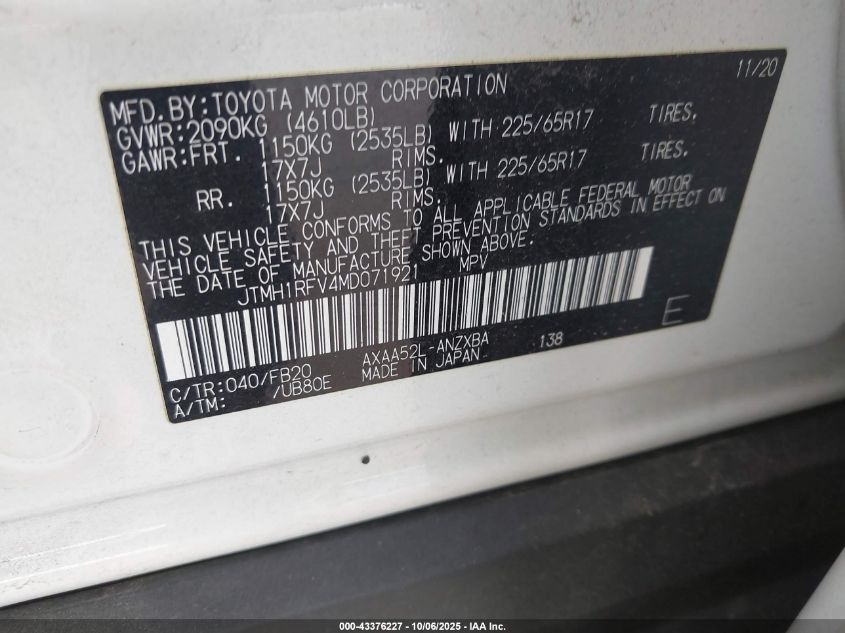 11/20
MFD.BY:TOYOTA MOTOR CORPORATION
GVWR:2090KG (4610LB)
GAWR:FRT. 1150KG (2535LB) WITH 225/65R17 TIRES.
17X7J RIMS.
RR. 1150KG (2535LB) WITH 225/65R17 TIRES.
17X7J RIMS.
THIS VEHICLE CONFORMS TO ALL APPLICABLE FEDERAL MOTOR
VEHICLE SAFETY AND THEFT PREVENTION STANDARDS IN EFFECT ON
THE DATE OF MANUFACTURE SHOWN ABOVE.
JTMH1RFV4MD071921 MPV
E
C/TR:040/FB20 AXAA52L-ANZXBA 138
A/TM: /UB80E MADE IN JAPAN
000-43376227 - 10/06/2025 - IAA Inc.